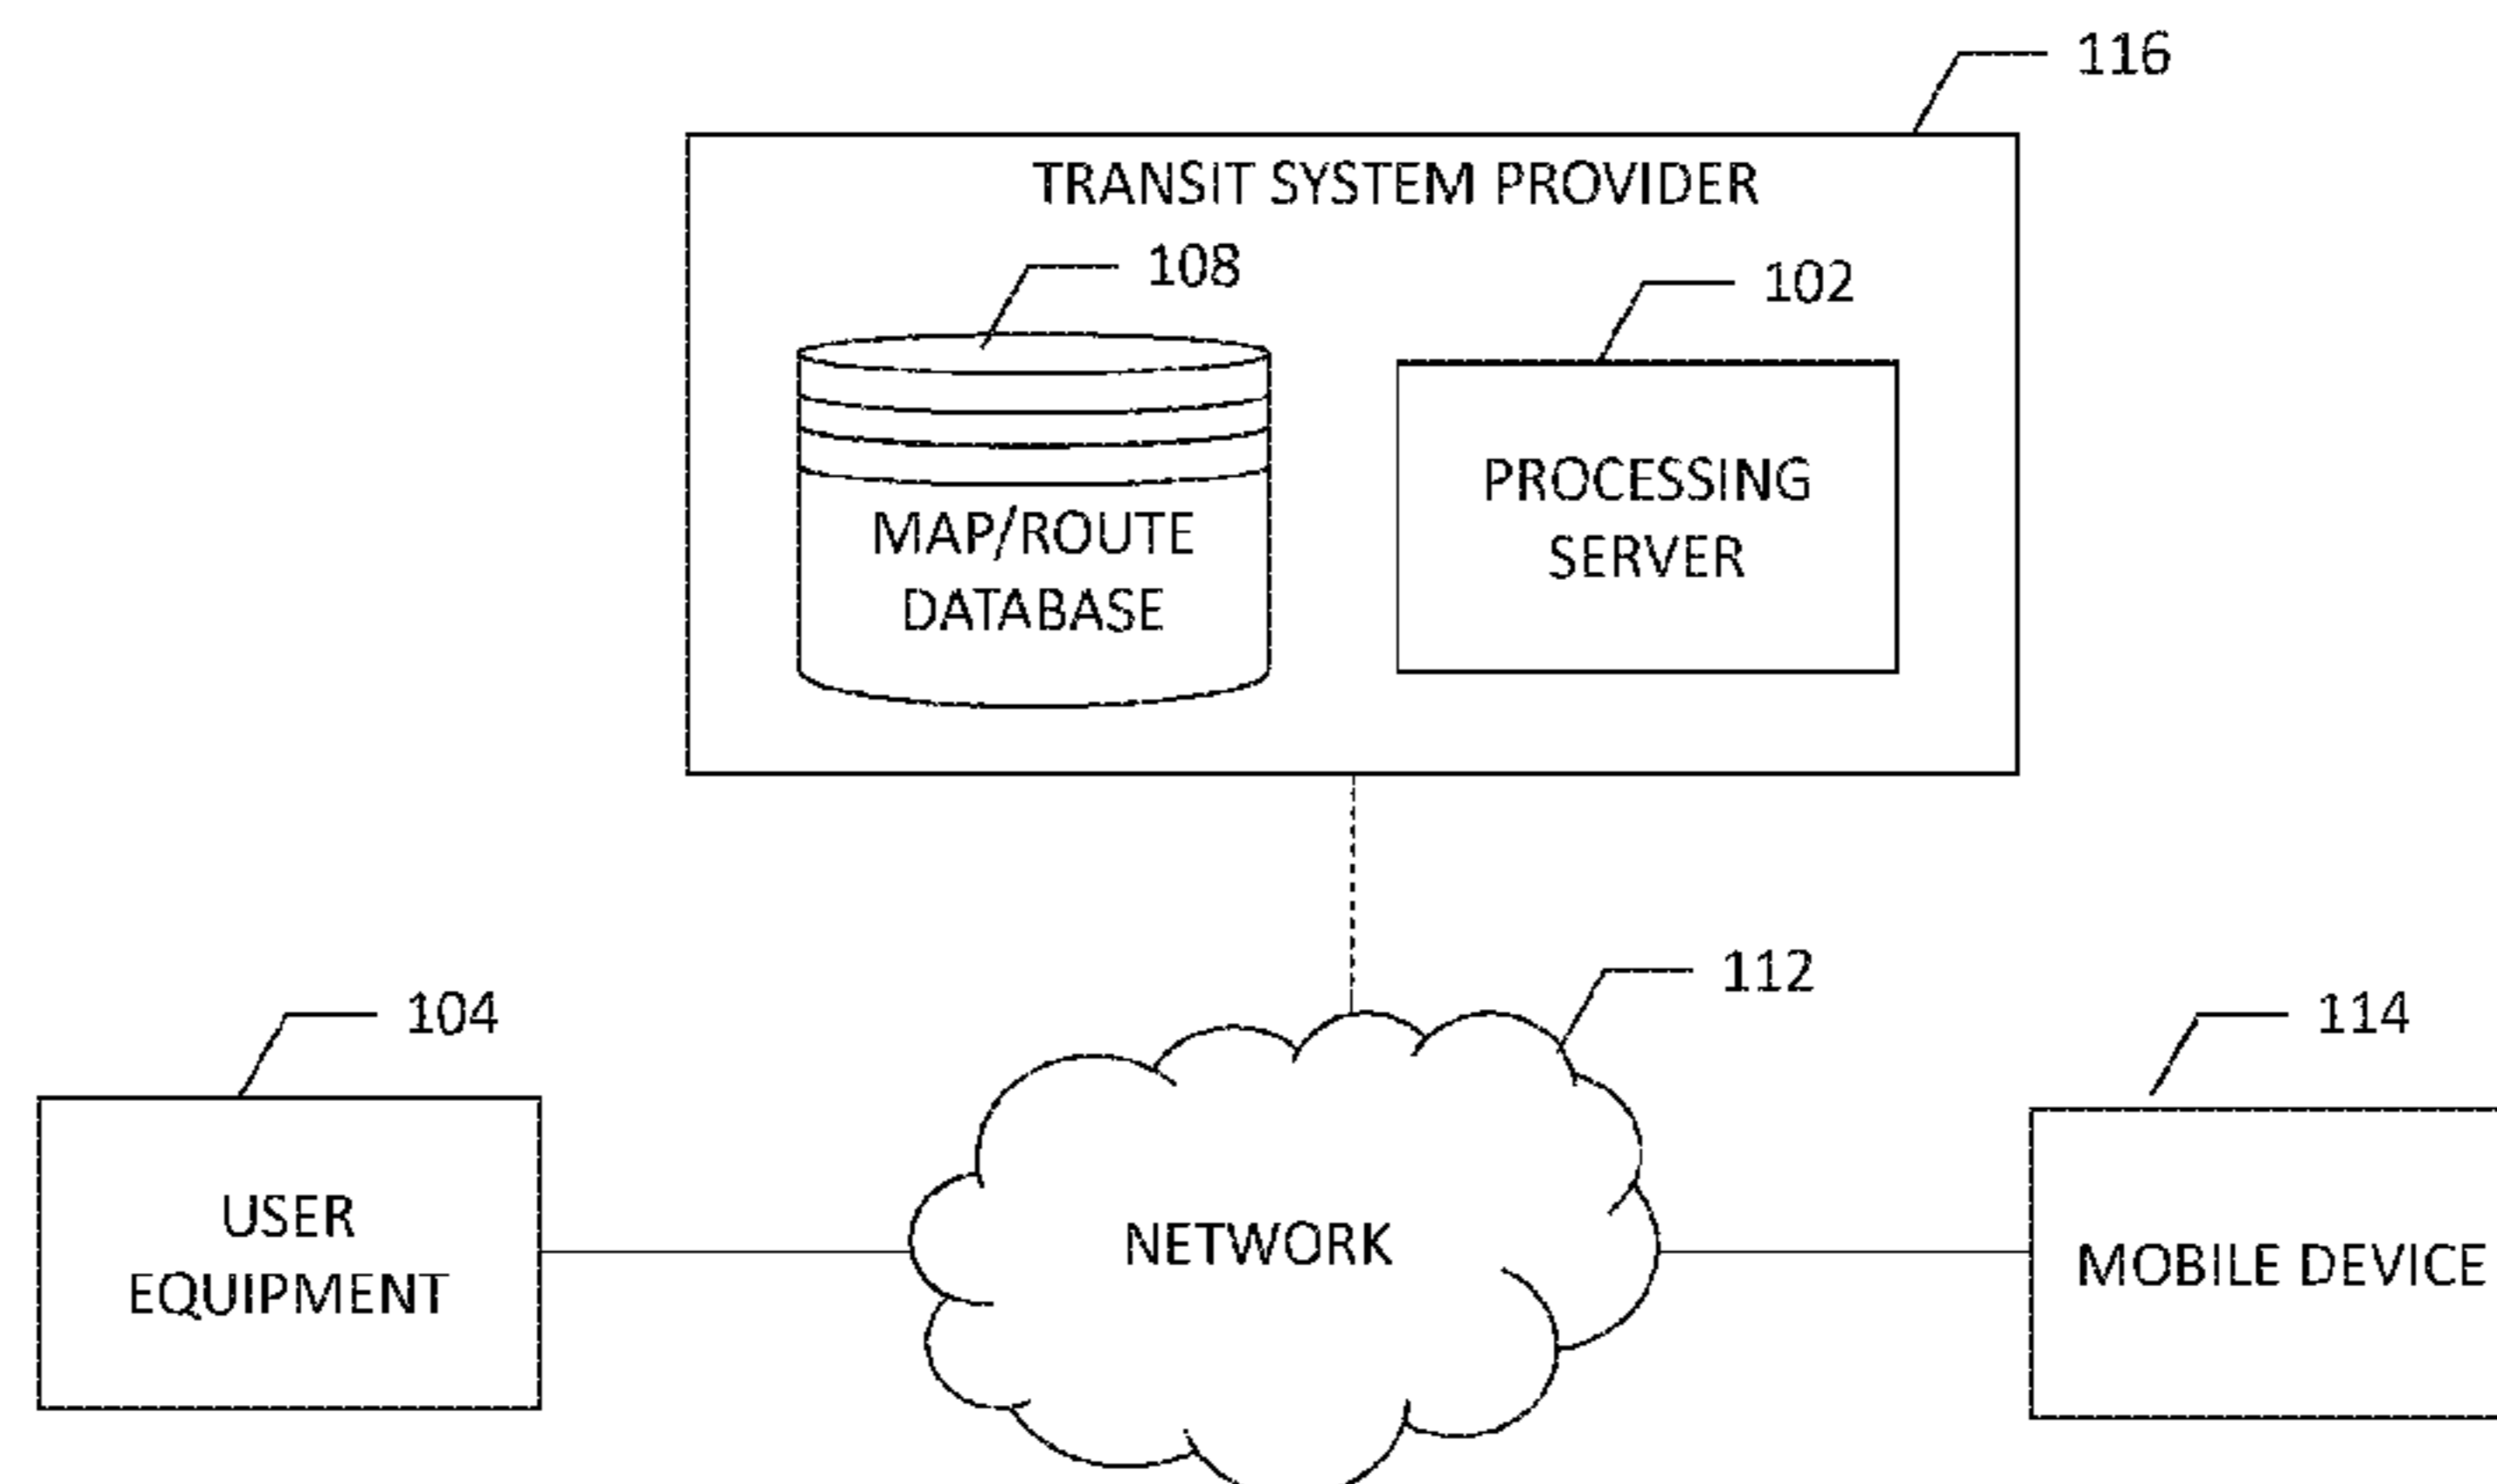 116
TRANSIT SYSTEM PROVIDER
108
102
MAP/ROUTE
DATABASE
PROCESSING
SERVER
112
104
114
USER
EQUIPMENT
NETWORK
MOBILE DEVICE